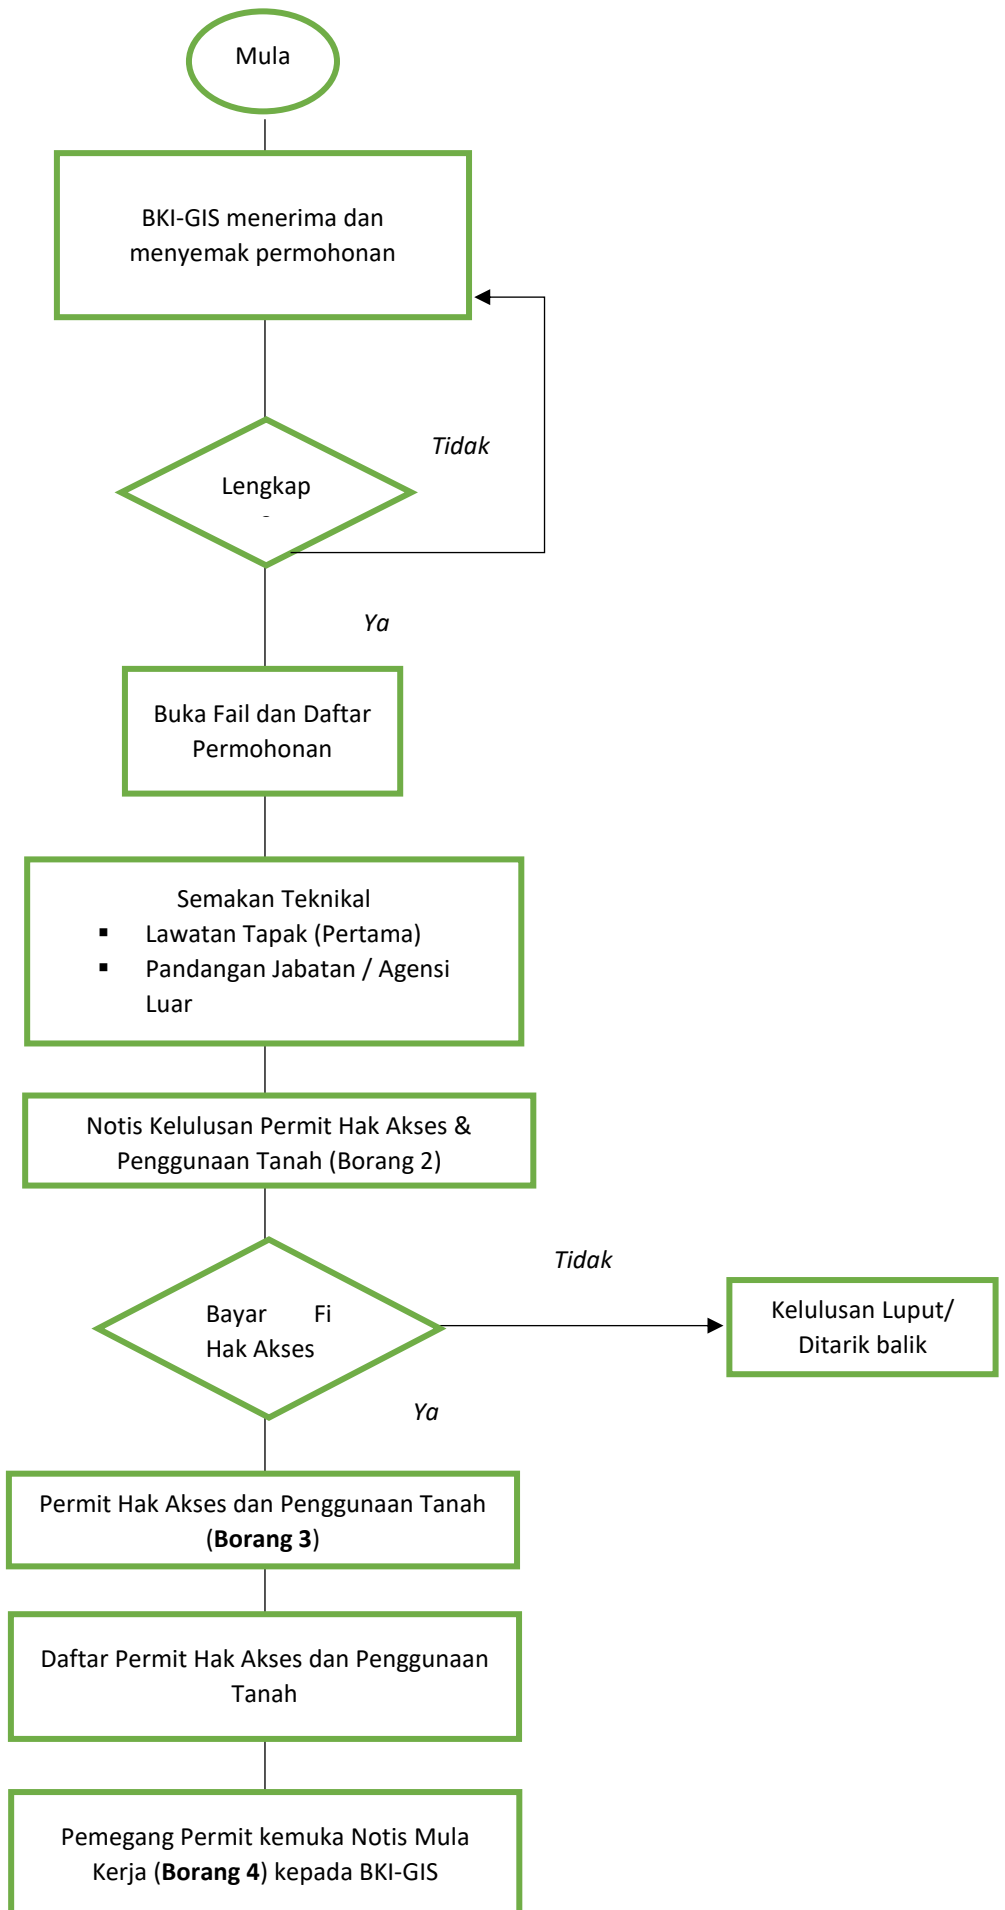 Mula
BKI-GIS menerima dan
menyemak permohonan
Tidak
Lengkap
Ya
Buka Fail dan Daftar
Permohonan
Semakan Teknikal
▪ Lawatan Tapak (Pertama)
▪ Pandangan Jabatan / Agensi
Luar
Notis Kelulusan Permit Hak Akses &
Penggunaan Tanah (Borang 2)
Tidak
Bayar Fi
Hak Akses
Kelulusan Luput/
Ditarik balik
Ya
Permit Hak Akses dan Penggunaan Tanah
(Borang 3)
Daftar Permit Hak Akses dan Penggunaan
Tanah
Pemegang Permit kemuka Notis Mula
Kerja (Borang 4) kepada BKI-GIS